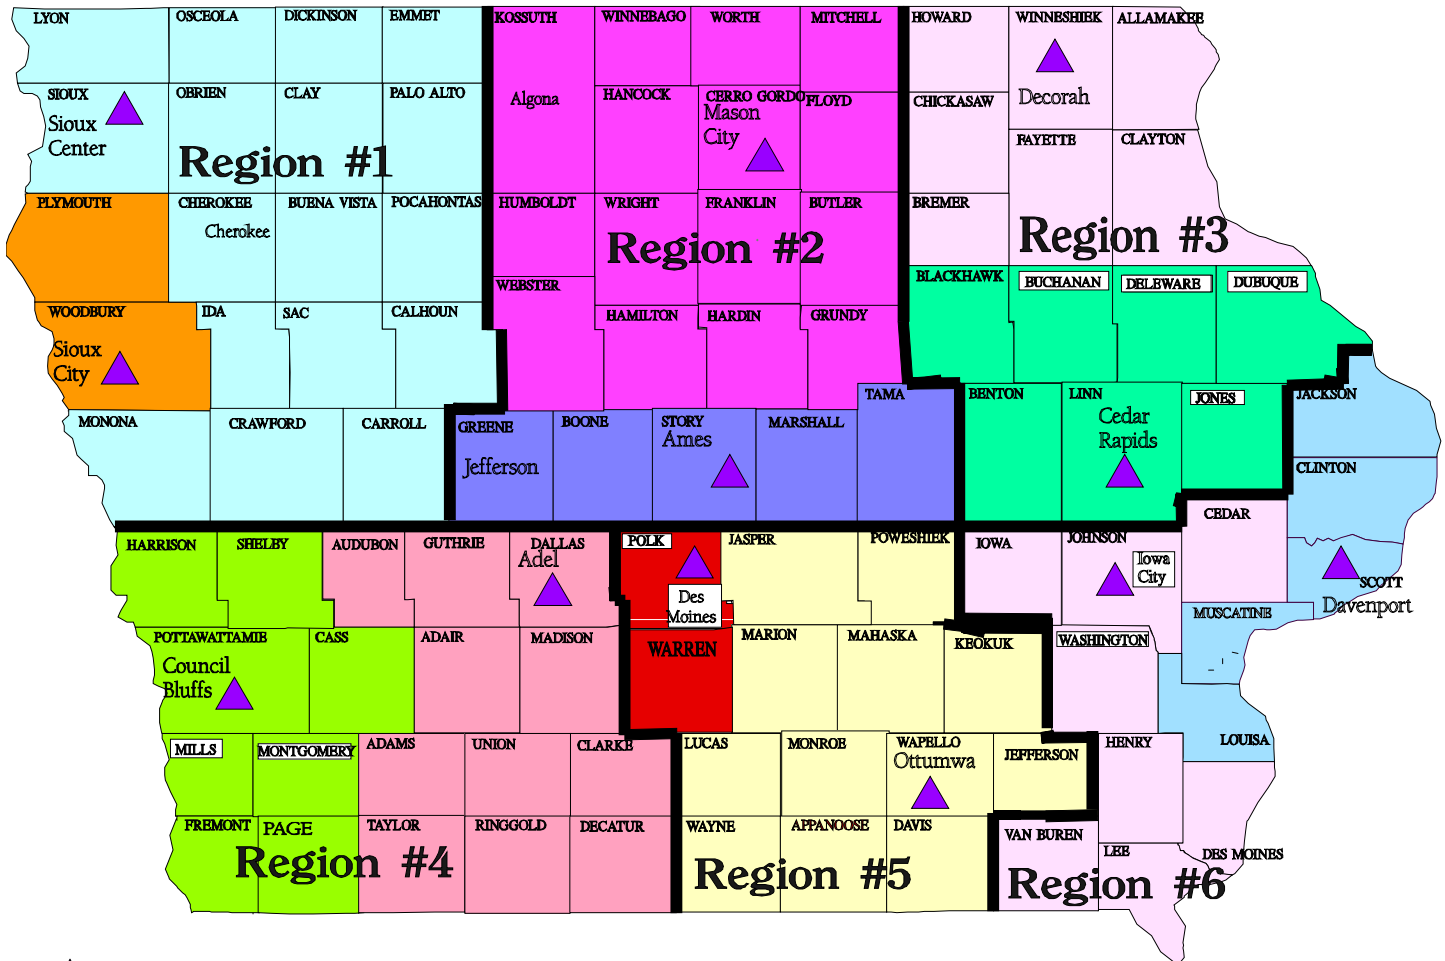 LYON
OSCEOLA
DICKINSON
EMMET
KOSSUTH
WINNEBAGO
WORTH
MITCHELL
HOWARD
WINNESHIEK
ALLAMAKEE
SIOUX
OBRIEN
CLAY
PALO ALTO
Algona
HANCOCK
CERRO GORDO
FLOYD
CHICKASAW
Decorah
Sioux
Center
Mason
City
Region #1
FAYETTE
CLAYTON
PLYMOUTH
CHEROKEE
BUENA VISTA
POCAHONTAS
HUMBOLDT
WRIGHT
FRANKLIN
BUTLER
BREMER
Cherokee
Region #2
Region #3
WEBSTER
BLACKHAWK
BUCHANAN
DELEWARE
DUBUQUE
WOODBURY
IDA
SAC
CALHOUN
HAMILTON
HARDIN
GRUNDY
Sioux
City
TAMA
BENTON
LINN
JONES
JACKSON
MONONA
CRAWFORD
CARROLL
GREENE
BOONE
STORY
MARSHALL
Ames
Cedar
Rapids
Jefferson
CLINTON
CEDAR
HARRISON
SHELBY
AUDUBON
GUTHRIE
DALLAS
Adel
POLK
JASPER
POWESHIEK
IOWA
JOHNSON
Iowa
City
SCOTT
Davenport
Des
Moines
MUSCATINE
POTTAWATTAMIE
CASS
ADAIR
MADISON
WARREN
MARION
MAHASKA
KEOKUK
WASHINGTON
Council
Bluffs
MILLS
MONTGOMERY
ADAMS
UNION
CLARKE
LUCAS
MONROE
WAPELLO
Ottumwa
JEFFERSON
HENRY
LOUISA
FREMONT
PAGE
TAYLOR
RINGGOLD
DECATUR
WAYNE
APPANOOSE
DAVIS
VAN BUREN
LEE
DES MOINES
Region #4
Region #5
Region #6